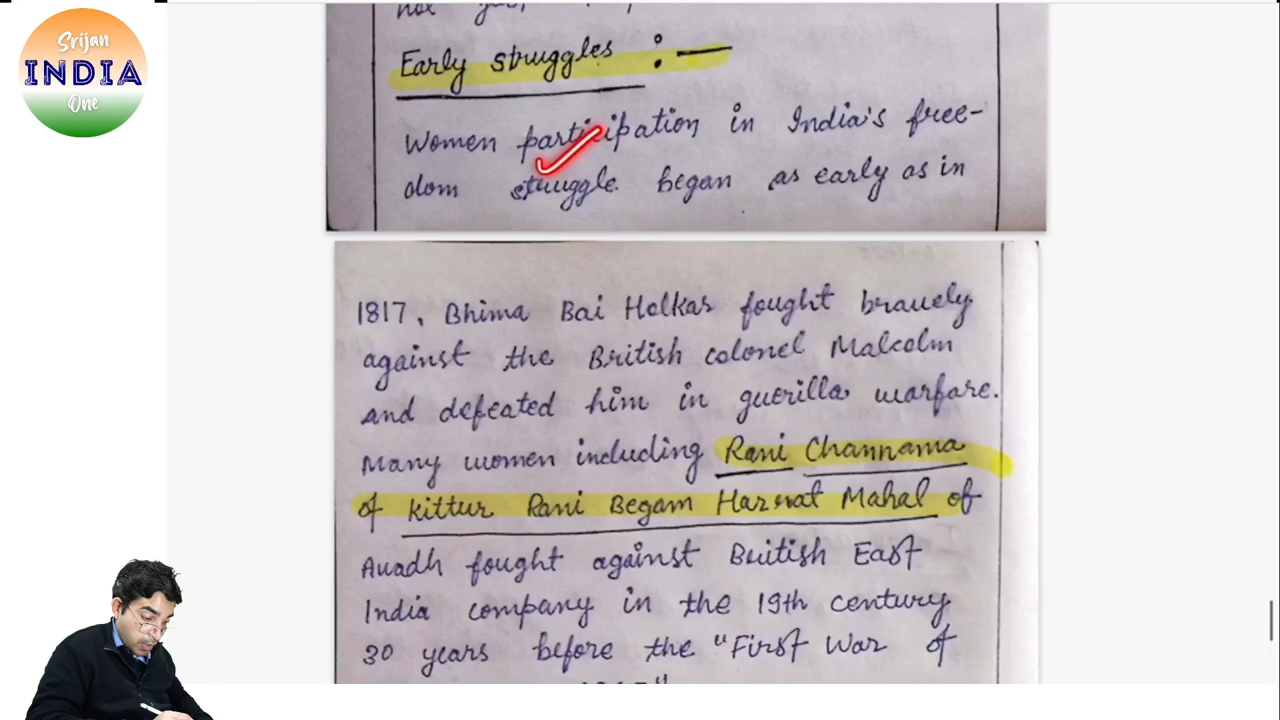 Srijan
INDIA
One
Early struggles :—
Women participation in India's free-
dom struggle began as early as in
1817, Bhima Bai Holkar fought bravely
against the British colonel Malcolm
and defeated him in guerilla warfare.
Many women including Rani Channama
of Kittur Rani Begam Hazrat Mahal of
Avadh fought against British East
India company in the 19th century
30 years before the "First War of